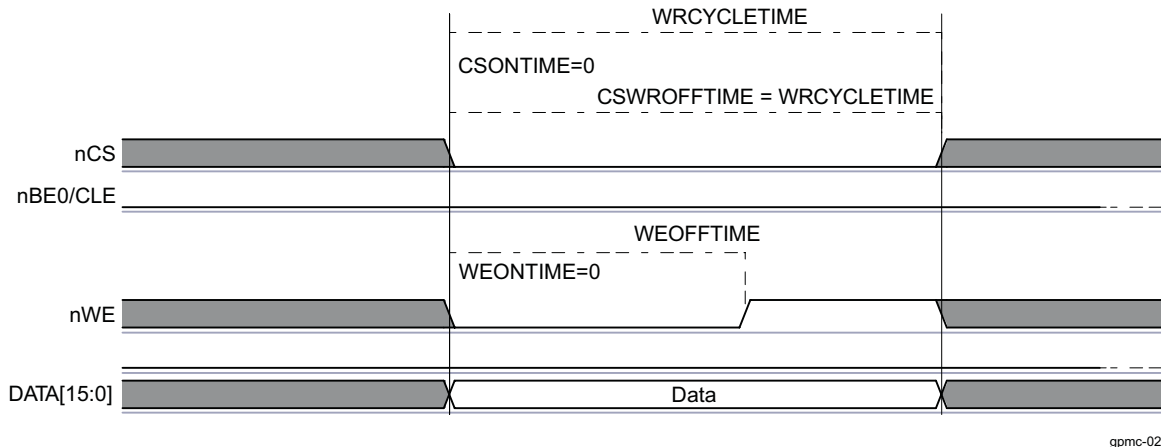 WRCYCLETIME
CSONTIME=0
CSWROFFTIME = WRCYCLETIME
nCS
nBE0/CLE
WEOFFTIME
WEONTIME=0
nWE
DATA[15:0]
Data
gpmc-02